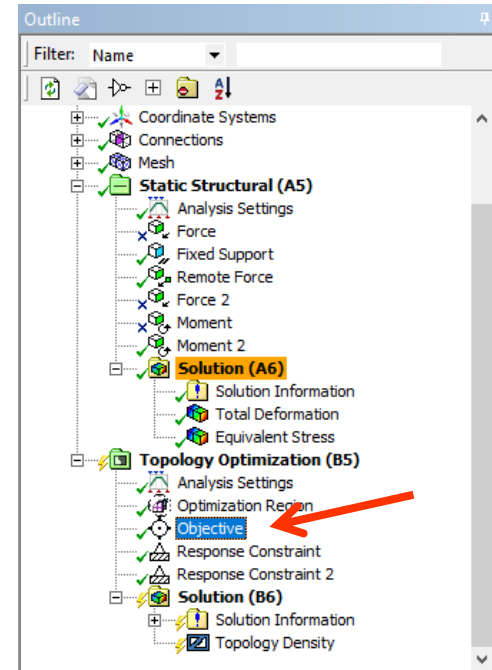 Outline
Filter: Name
Coordinate Systems
Connections
Mesh
Static Structural (A5)
Analysis Settings
Force
Fixed Support
Remote Force
Force 2
Moment
Moment 2
Solution (A6)
Solution Information
Total Deformation
Equivalent Stress
Topology Optimization (B5)
Analysis Settings
Optimization Region
Objective
Response Constraint
Response Constraint 2
Solution (B6)
Solution Information
Topology Density